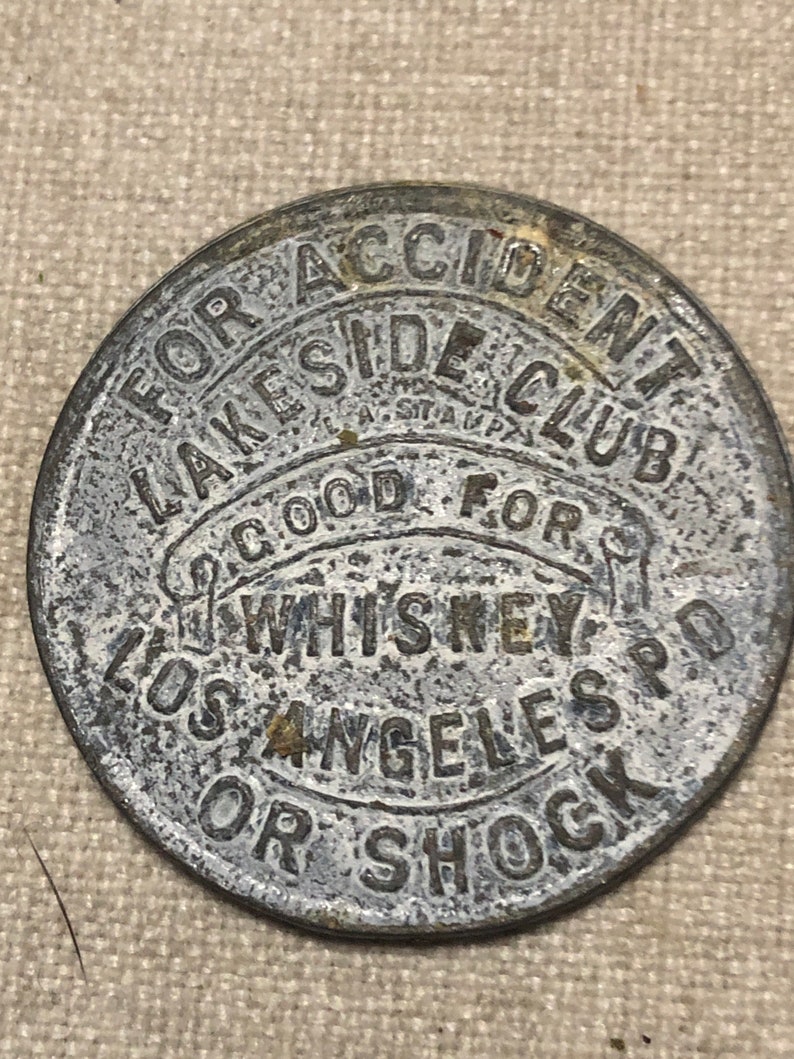 FOR ACCIDENT
LAKESIDE CLUB
L.A. STAMP
GOOD FOR
WHISKEY
LOS ANGELES PD
OR SHOCK